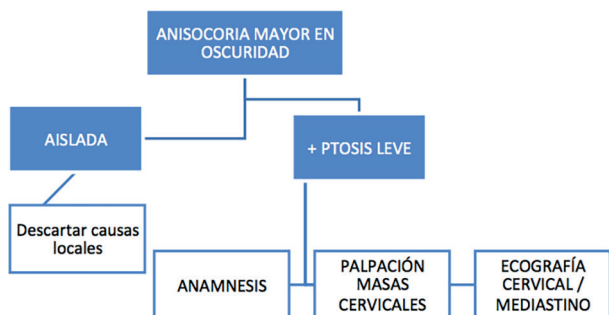 ANISOCORIA MAYOR EN
OSCURIDAD
AISLADA
+ PTOSIS LEVE
Descartar causas
locales
ANAMNESIS
PALPACIÓN
MASAS
CERVICALES
ECOGRAFÍA
CERVICAL /
MEDIASTINO